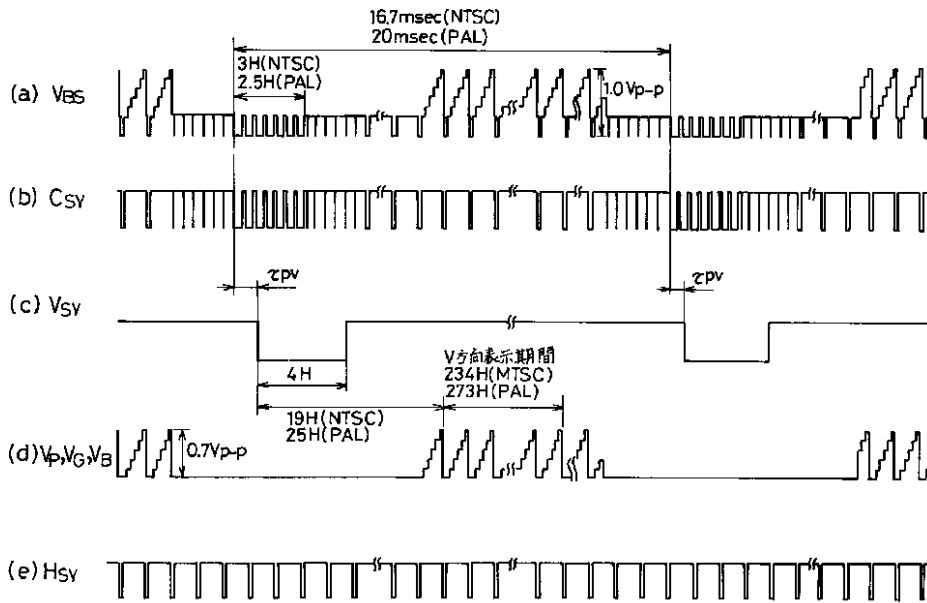 16.7msec(NTSC)
20msec(PAL)
3H(NTSC)
2.5H(PAL)
(a) VBS
1.0Vp-p
(b) CSY
τpv
τpv
(c) VSY
4H
V方向表示期間
234H(MTSC)
273H(PAL)
19H(NTSC)
25H(PAL)
(d) VP,VG,VB
0.7Vp-p
(e) HSY